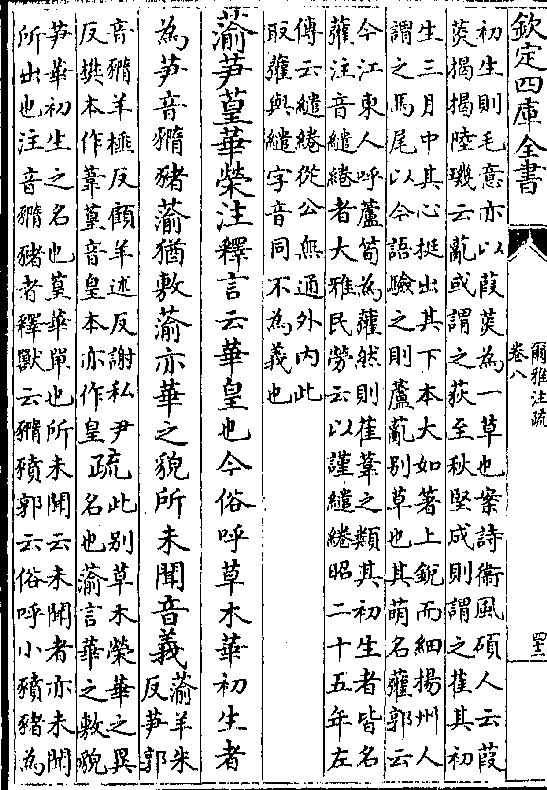 欽定四庫全書
爾雅注疏
卷八
初生則毛意亦以葭菼為一草也案詩衛風碩人云葭
菼揭揭陸璣云薍或謂之荻至秋堅成則謂之萑其初
生三月中其心挺出其下本大如箸上銳而細揚州人
謂之馬尾以今語驗之則蘆薍别草也其萌名虇郭云
今江東人呼蘆筍為虇然則萑葦之類其初生者皆名
虇注音繾綣者大雅民勞云以謹繾綣昭二十五年左
傳云繾綣從公無通外内此
取虇與繾字音同不為義也
蕍芛葟華榮注釋言云華皇也今俗呼草木華初生者
為芛音䝐豬蕍猶敷蕍亦華之貌所未聞音義
蕍羊朱
反芛郭
音䝐羊棰反顧羊述反謝私尹
反樊本作葦葟音皇本亦作皇
疏
此别草木榮華之異
名也蕍言華之敷貌
芛華初生之名也葟華單也所未聞云未聞者亦未聞
所出也注音䝐豬者釋獸云䝐豶郭云俗呼小豶豬為